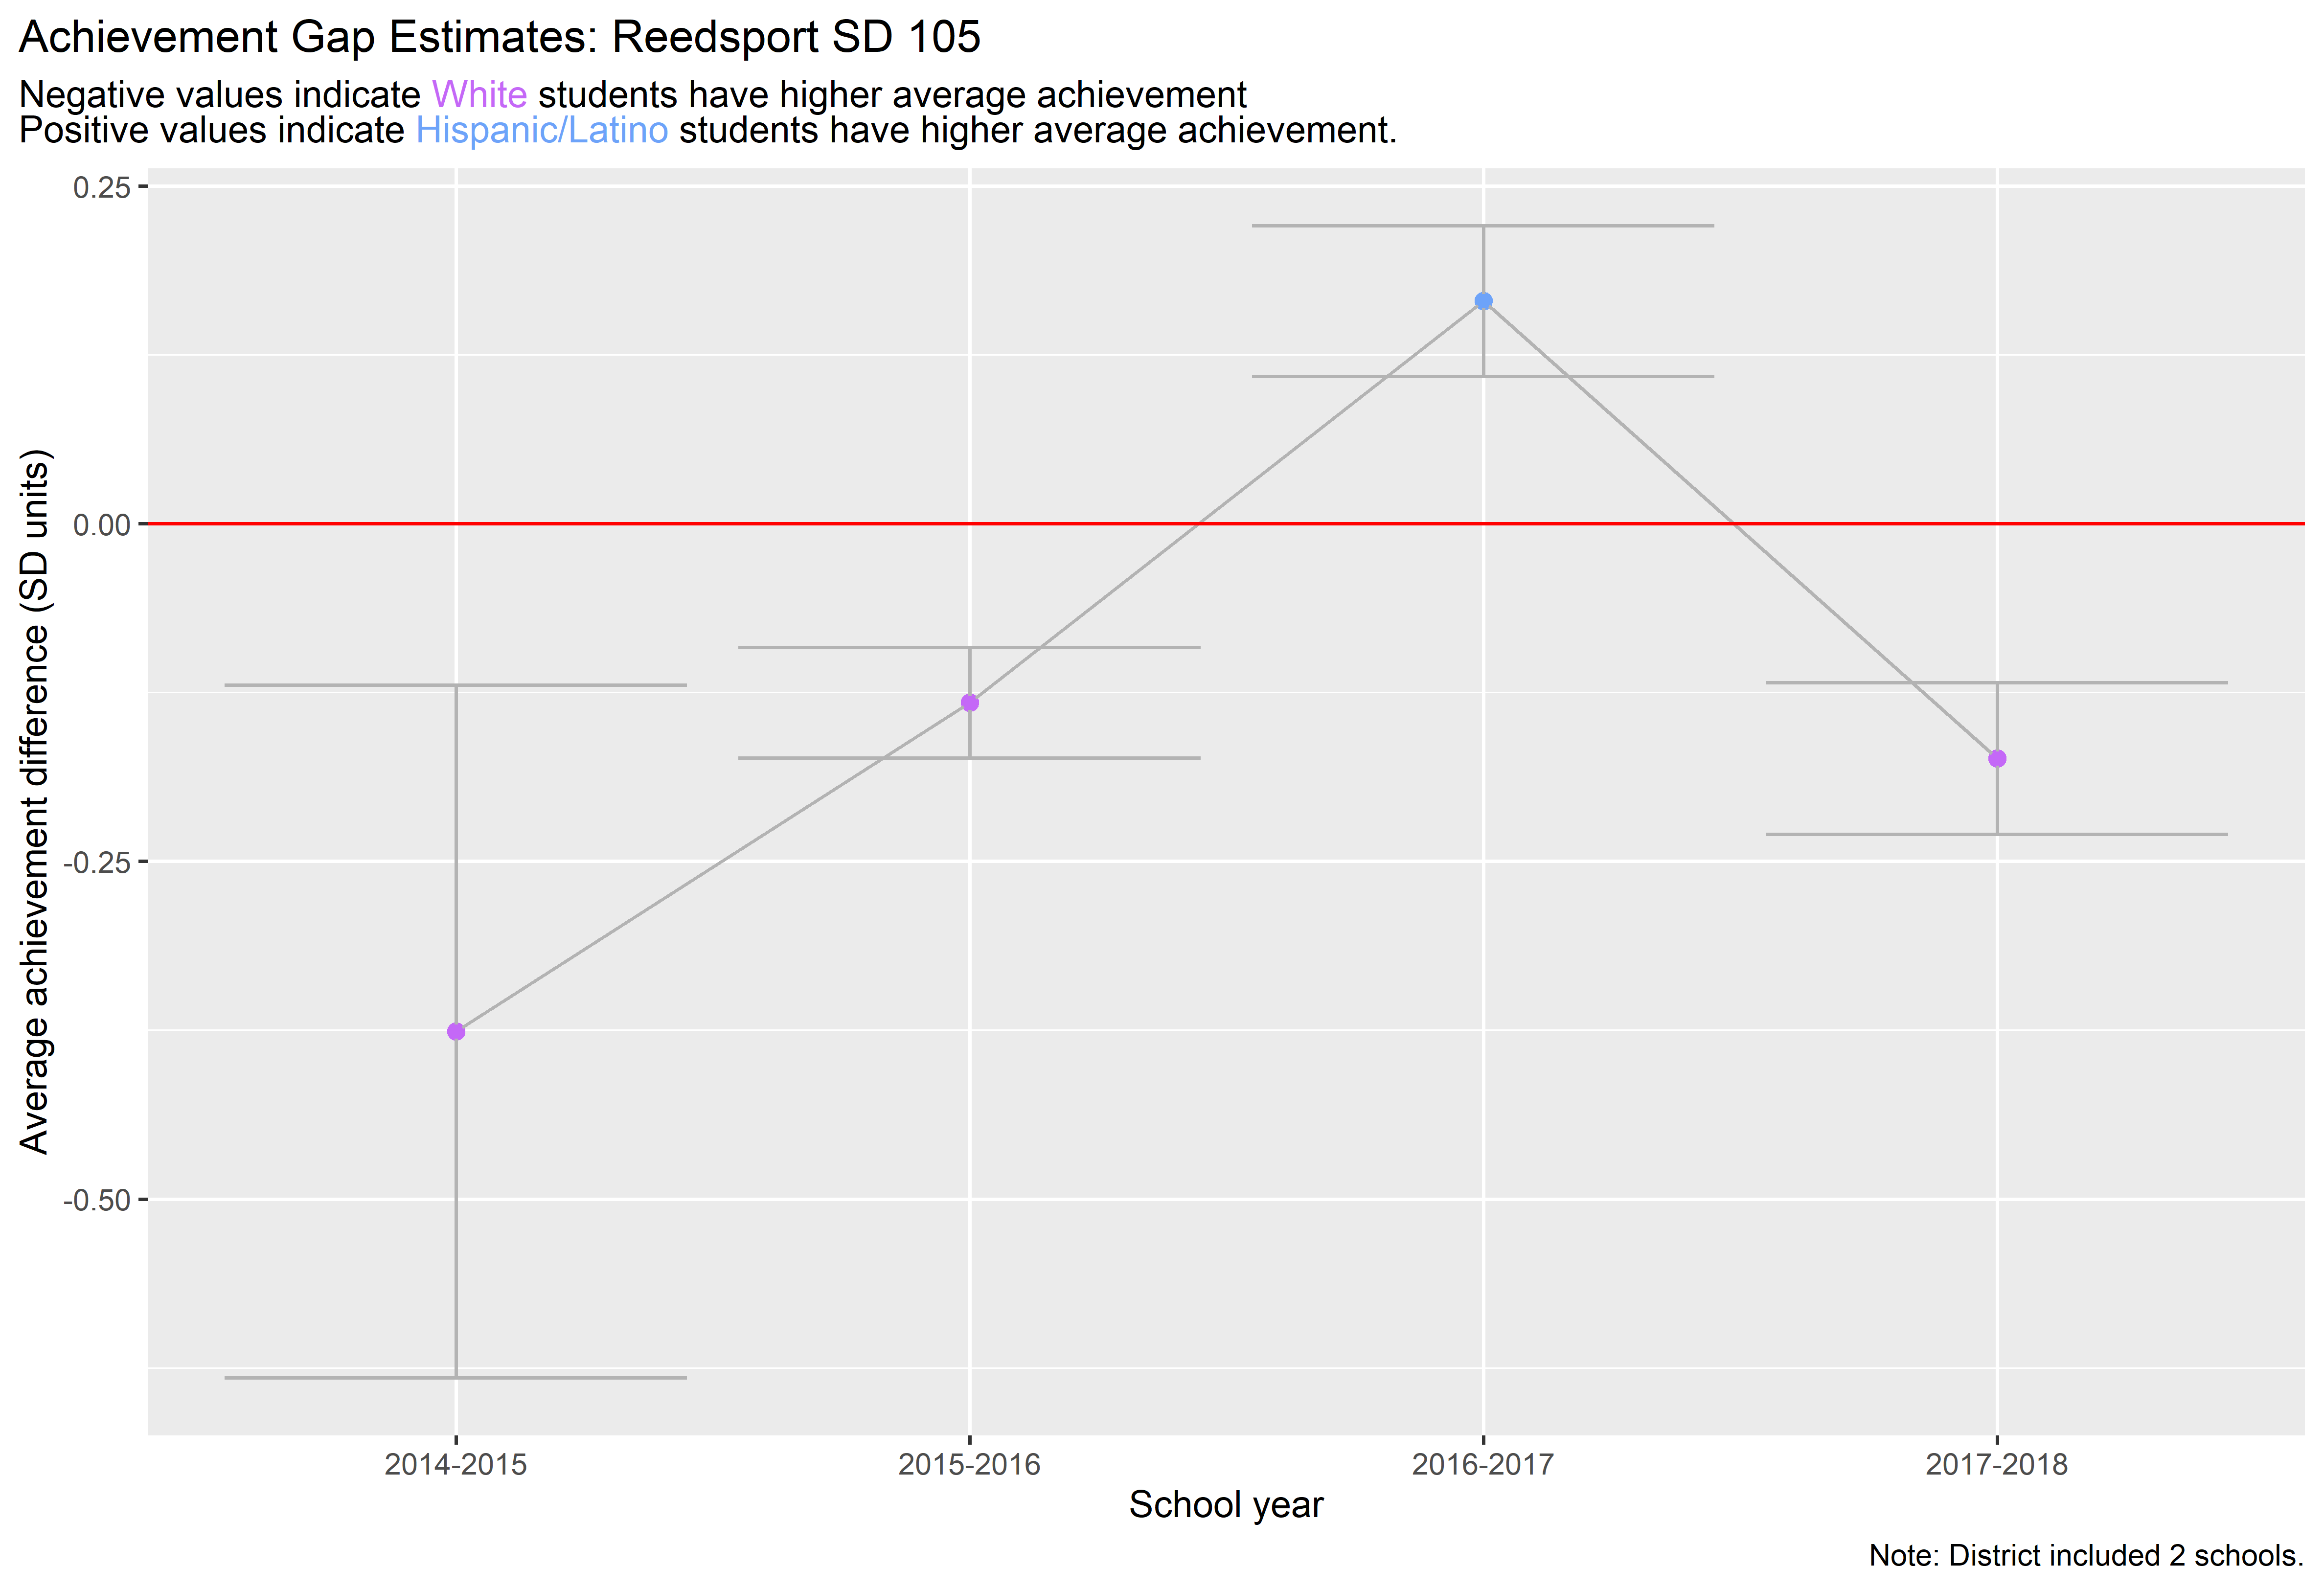 Achievement Gap Estimates: Reedsport SD 105
Negative values indicate White students have higher average achievement
Positive values indicate Hispanic/Latino students have higher average achievement.
Average achievement difference (SD units)
0.25
0.00
-0.25
-0.50
2014-2015
2015-2016
2016-2017
2017-2018
School year
Note: District included 2 schools.